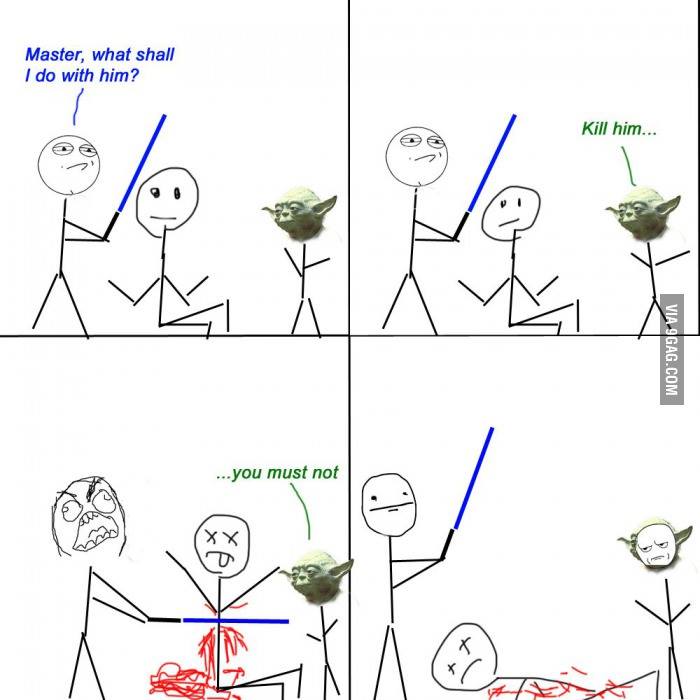 Master, what shall
I do with him?
Kill him...
VIA 9GAG.COM
...you must not